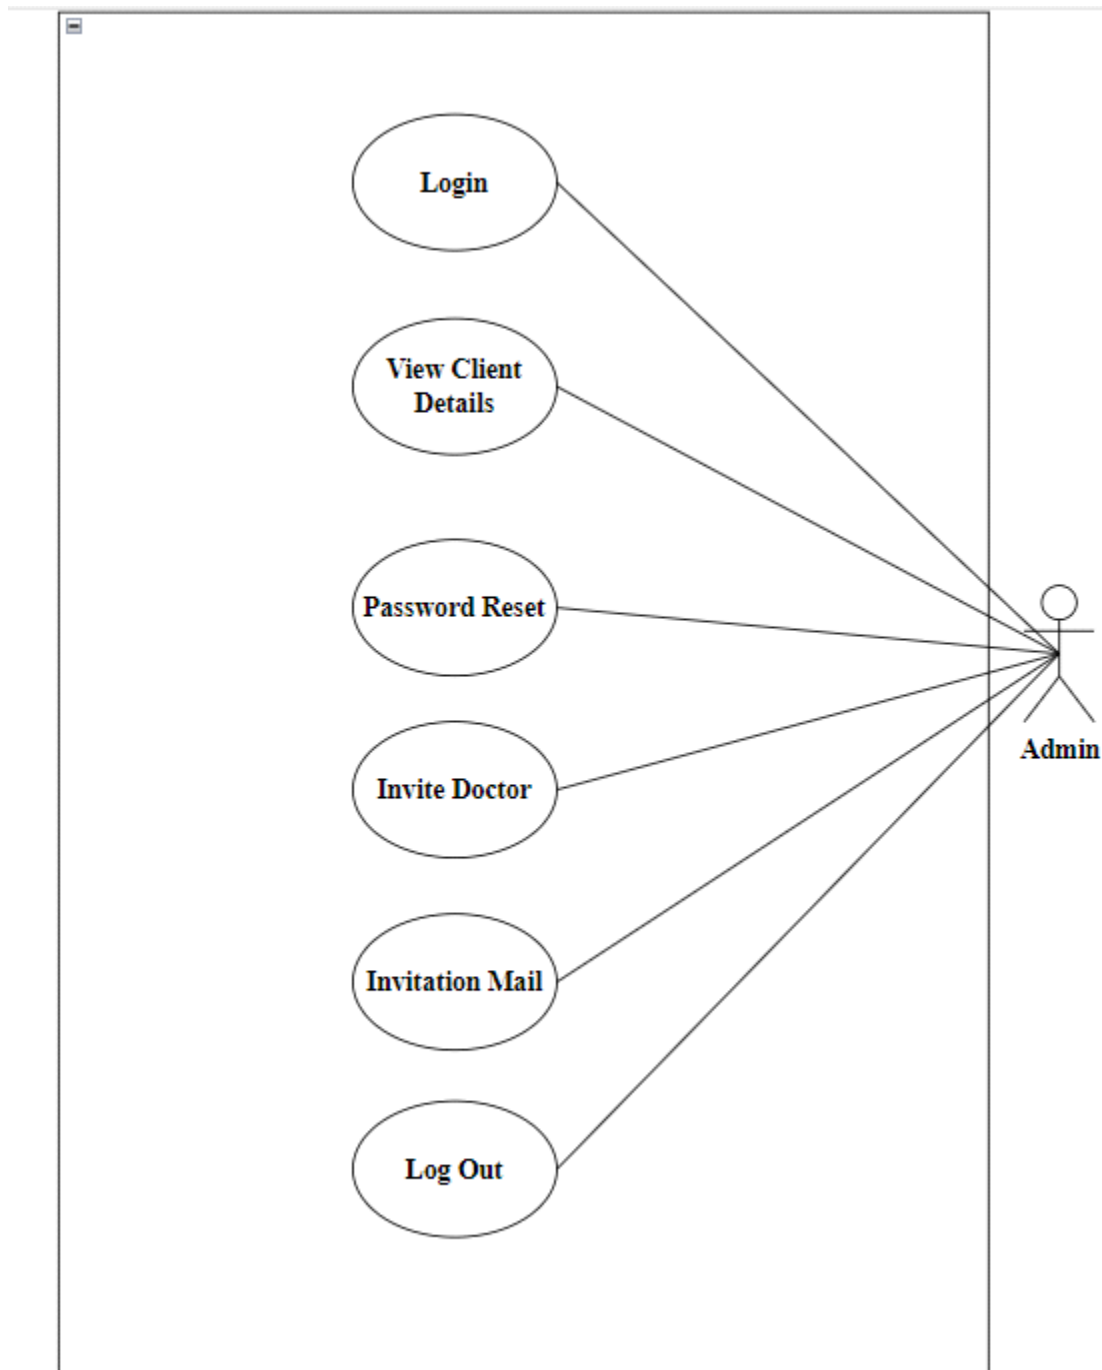 Login
View Client
Details
Password Reset
Invite Doctor
Admin
Invitation Mail
Log Out